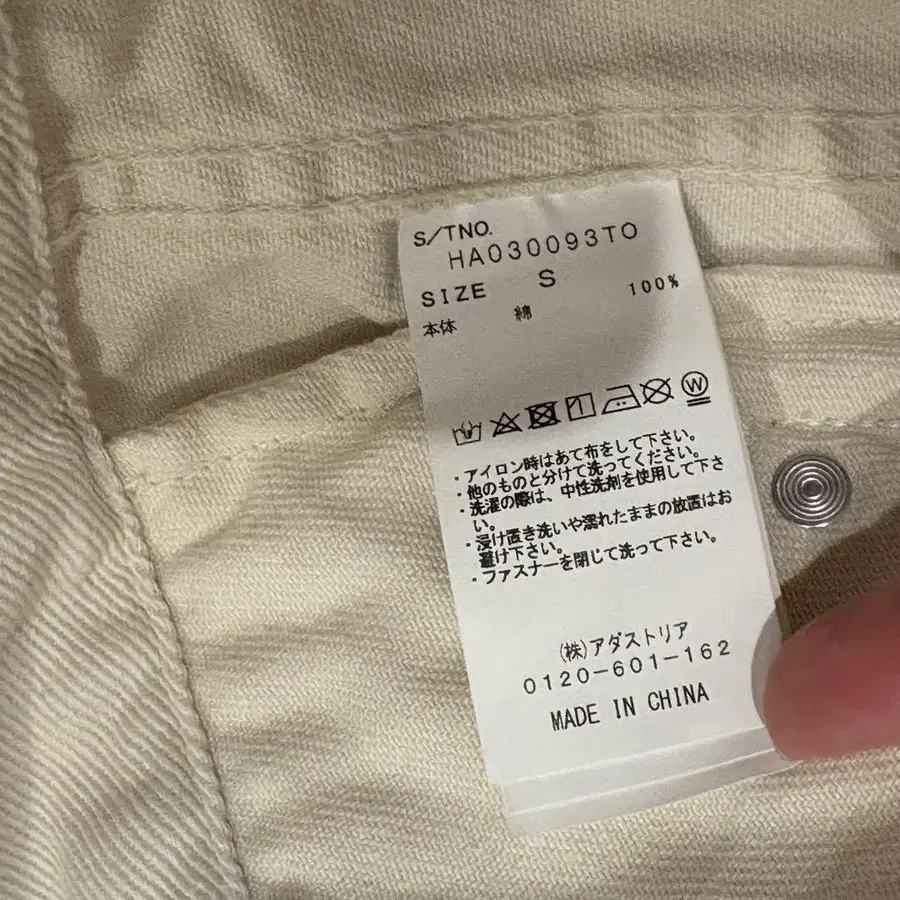 S/TNO.
HA030093TO
SIZE S
本体 綿 100%
W
・アイロン時はあて布をして下さい。
・他のものと分けて洗ってください。
・洗濯の際は、中性洗剤を使用して下さ
い。
・浸け置き洗いや濡れたままの放置はお
避け下さい。
・ファスナーを閉じて洗って下さい。
(株)アダストリア
0120-601-162
MADE IN CHINA